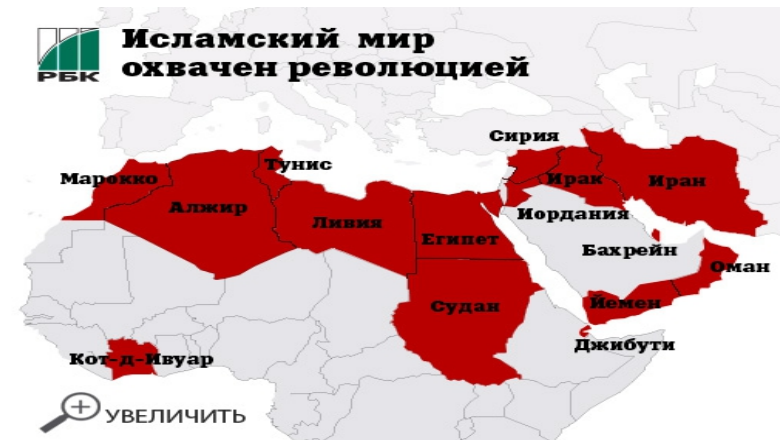 РБК
Исламский мир
охвачен революцией
Сирия
Марокко
Тунис
Ирак
Иран
Алжир
Ливия
Иордания
Египет
Бахрейн
Оман
Судан
Йемен
Джибути
Кот-д-Ивуар
УВЕЛИЧИТЬ